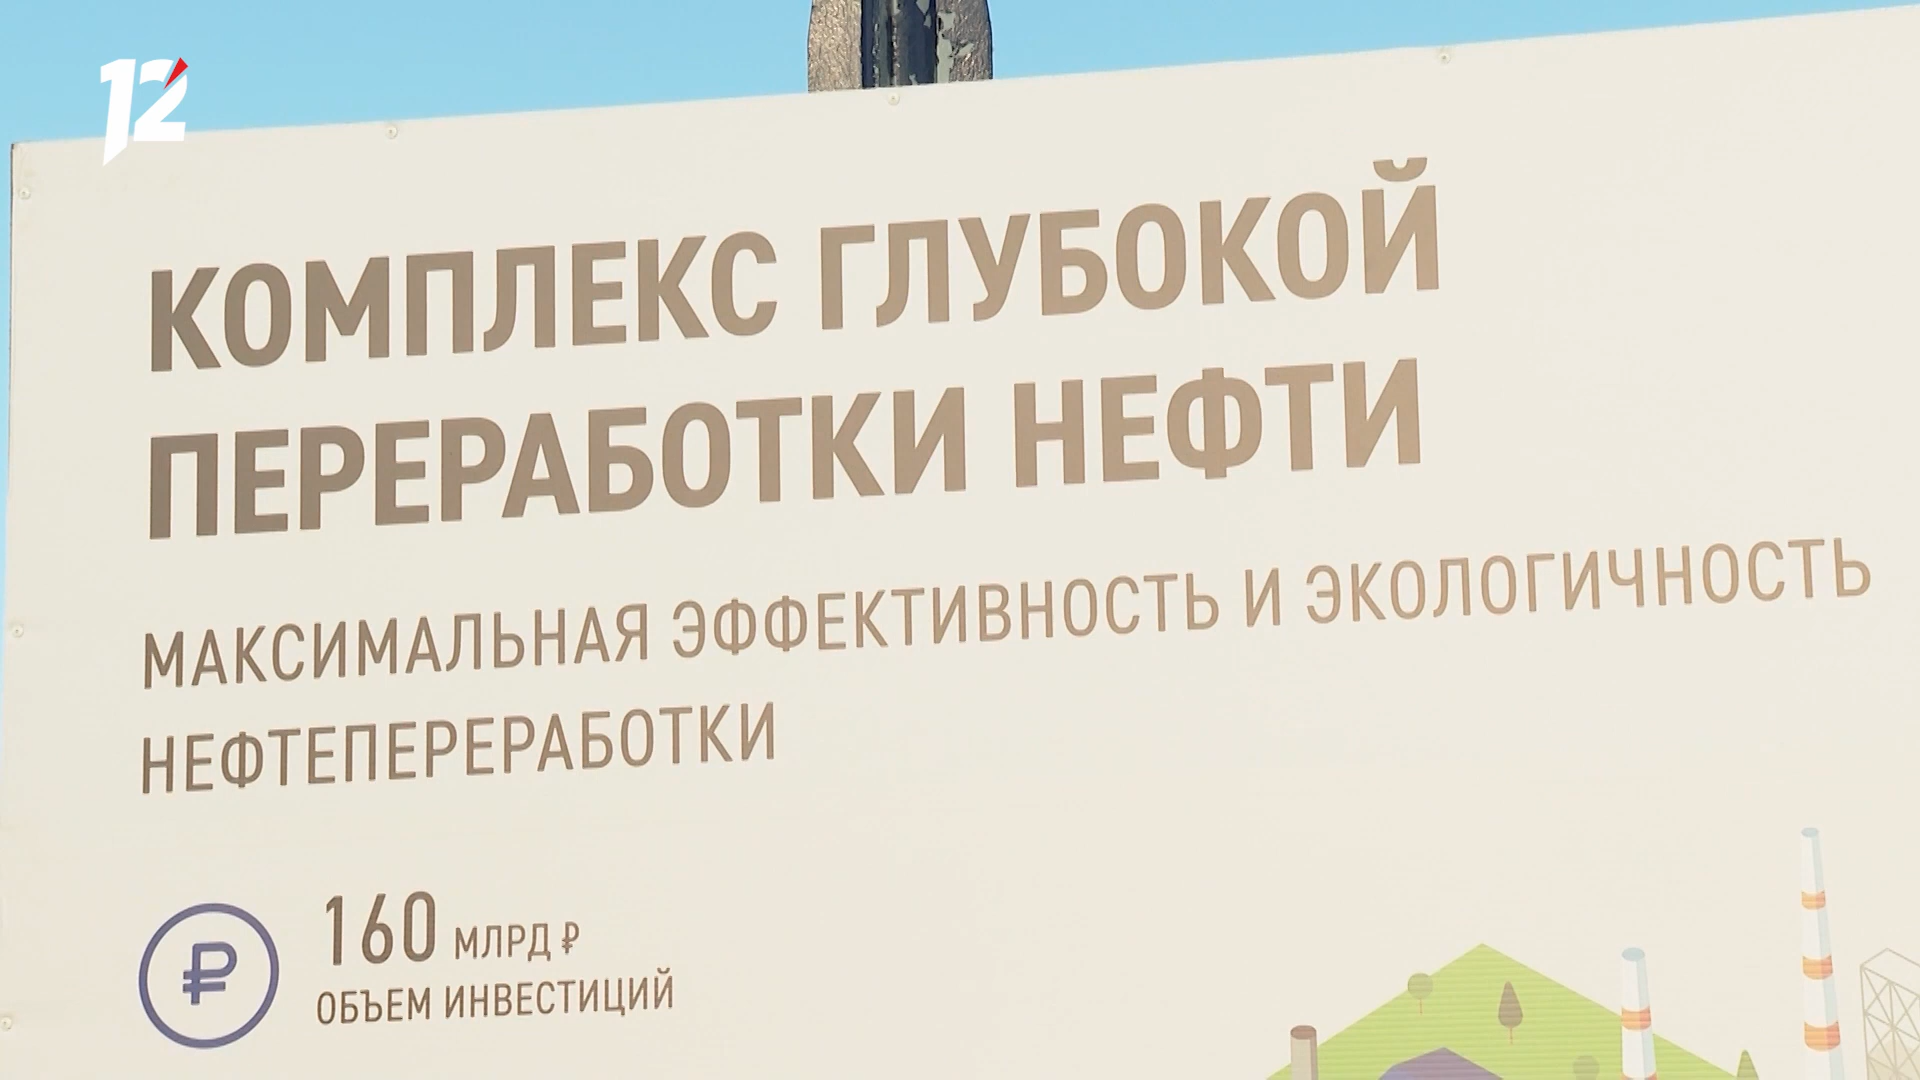 12
КОМПЛЕКС ГЛУБОКОЙ
ПЕРЕРАБОТКИ НЕФТИ
МАКСИМАЛЬНАЯ ЭФФЕКТИВНОСТЬ И ЭКОЛОГИЧНОСТЬ
НЕФТЕПЕРЕРАБОТКИ
₽
160 МЛРД ₽
ОБЪЕМ ИНВЕСТИЦИЙ